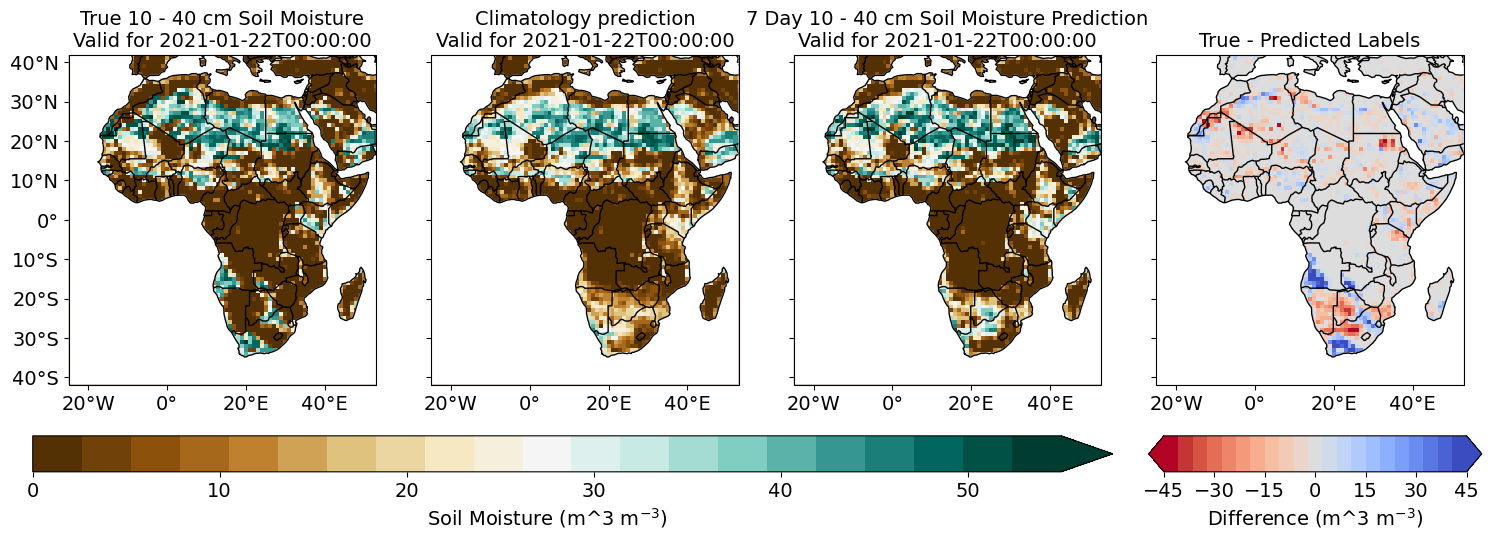 True 10 - 40 cm Soil Moisture
Valid for 2021-01-22T00:00:00
Climatology prediction
Valid for 2021-01-22T00:00:00
7 Day 10 - 40 cm Soil Moisture Prediction
Valid for 2021-01-22T00:00:00
True - Predicted Labels
40°N
30°N
20°N
10°N
0°
10°S
20°S
30°S
40°S
20°W 0° 20°E 40°E
20°W 0° 20°E 40°E
20°W 0° 20°E 40°E
20°W 0° 20°E 40°E
0 10 20 30 40 50
Soil Moisture (m^3 m⁻³)
−45 −30 −15 0 15 30 45
Difference (m^3 m⁻³)